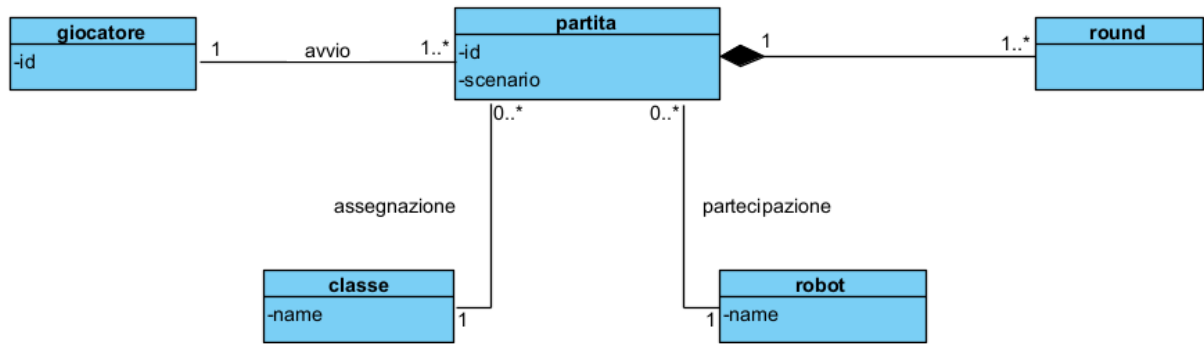 giocatore
-id
1
avvio
1..*
partita
-id
-scenario
1
1..*
round
0..*
0..*
assegnazione
partecipazione
classe
-name
1
robot
-name
1